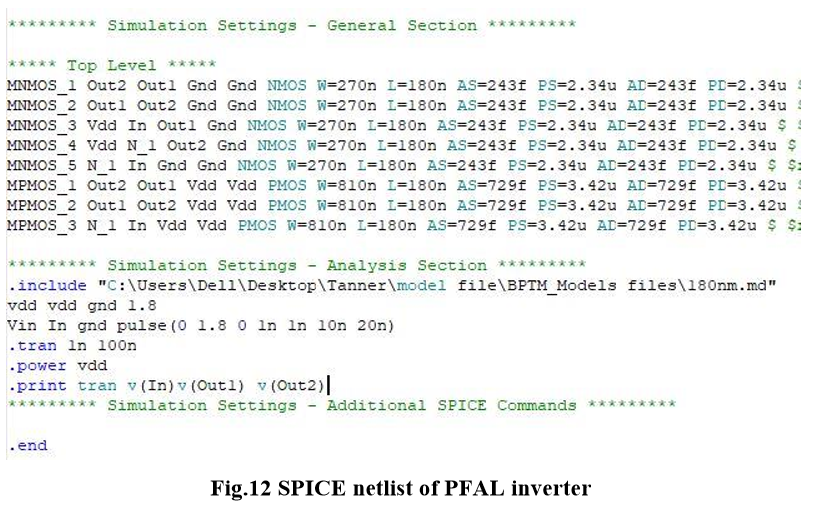 ********* Simulation Settings - General Section *********
***** Top Level *****
MNMOS_1 Out2 Out1 Gnd Gnd NMOS W=270n L=180n AS=243f PS=2.34u AD=243f PD=2.34u $
MNMOS_2 Out1 Out2 Gnd Gnd NMOS W=270n L=180n AS=243f PS=2.34u AD=243f PD=2.34u $
MNMOS_3 Vdd In Out1 Gnd NMOS W=270n L=180n AS=243f PS=2.34u AD=243f PD=2.34u $ $
MNMOS_4 Vdd N_1 Out2 Gnd NMOS W=270n L=180n AS=243f PS=2.34u AD=243f PD=2.34u $
MNMOS_5 N_1 In Gnd Gnd NMOS W=270n L=180n AS=243f PS=2.34u AD=243f PD=2.34u $
MPMOS_1 Out2 Out1 Vdd Vdd PMOS W=810n L=180n AS=729f PS=3.42u AD=729f PD=3.42u $
MPMOS_2 Out1 Out2 Vdd Vdd PMOS W=810n L=180n AS=729f PS=3.42u AD=729f PD=3.42u $
MPMOS_3 N_1 In Vdd Vdd PMOS W=810n L=180n AS=729f PS=3.42u AD=729f PD=3.42u $
********* Simulation Settings - Analysis Section *********
.include "C:\Users\Dell\Desktop\Tanner\model file\BPTM_Models files\180nm.md"
vdd vdd gnd 1.8
Vin In gnd pulse(0 1.8 0 1n 1n 10n 20n)
.tran 1n 100n
.power vdd
.print tran v(In)v(Out1) v(Out2)
********* Simulation Settings - Additional SPICE Commands *********
.end
Fig.12 SPICE netlist of PFAL inverter